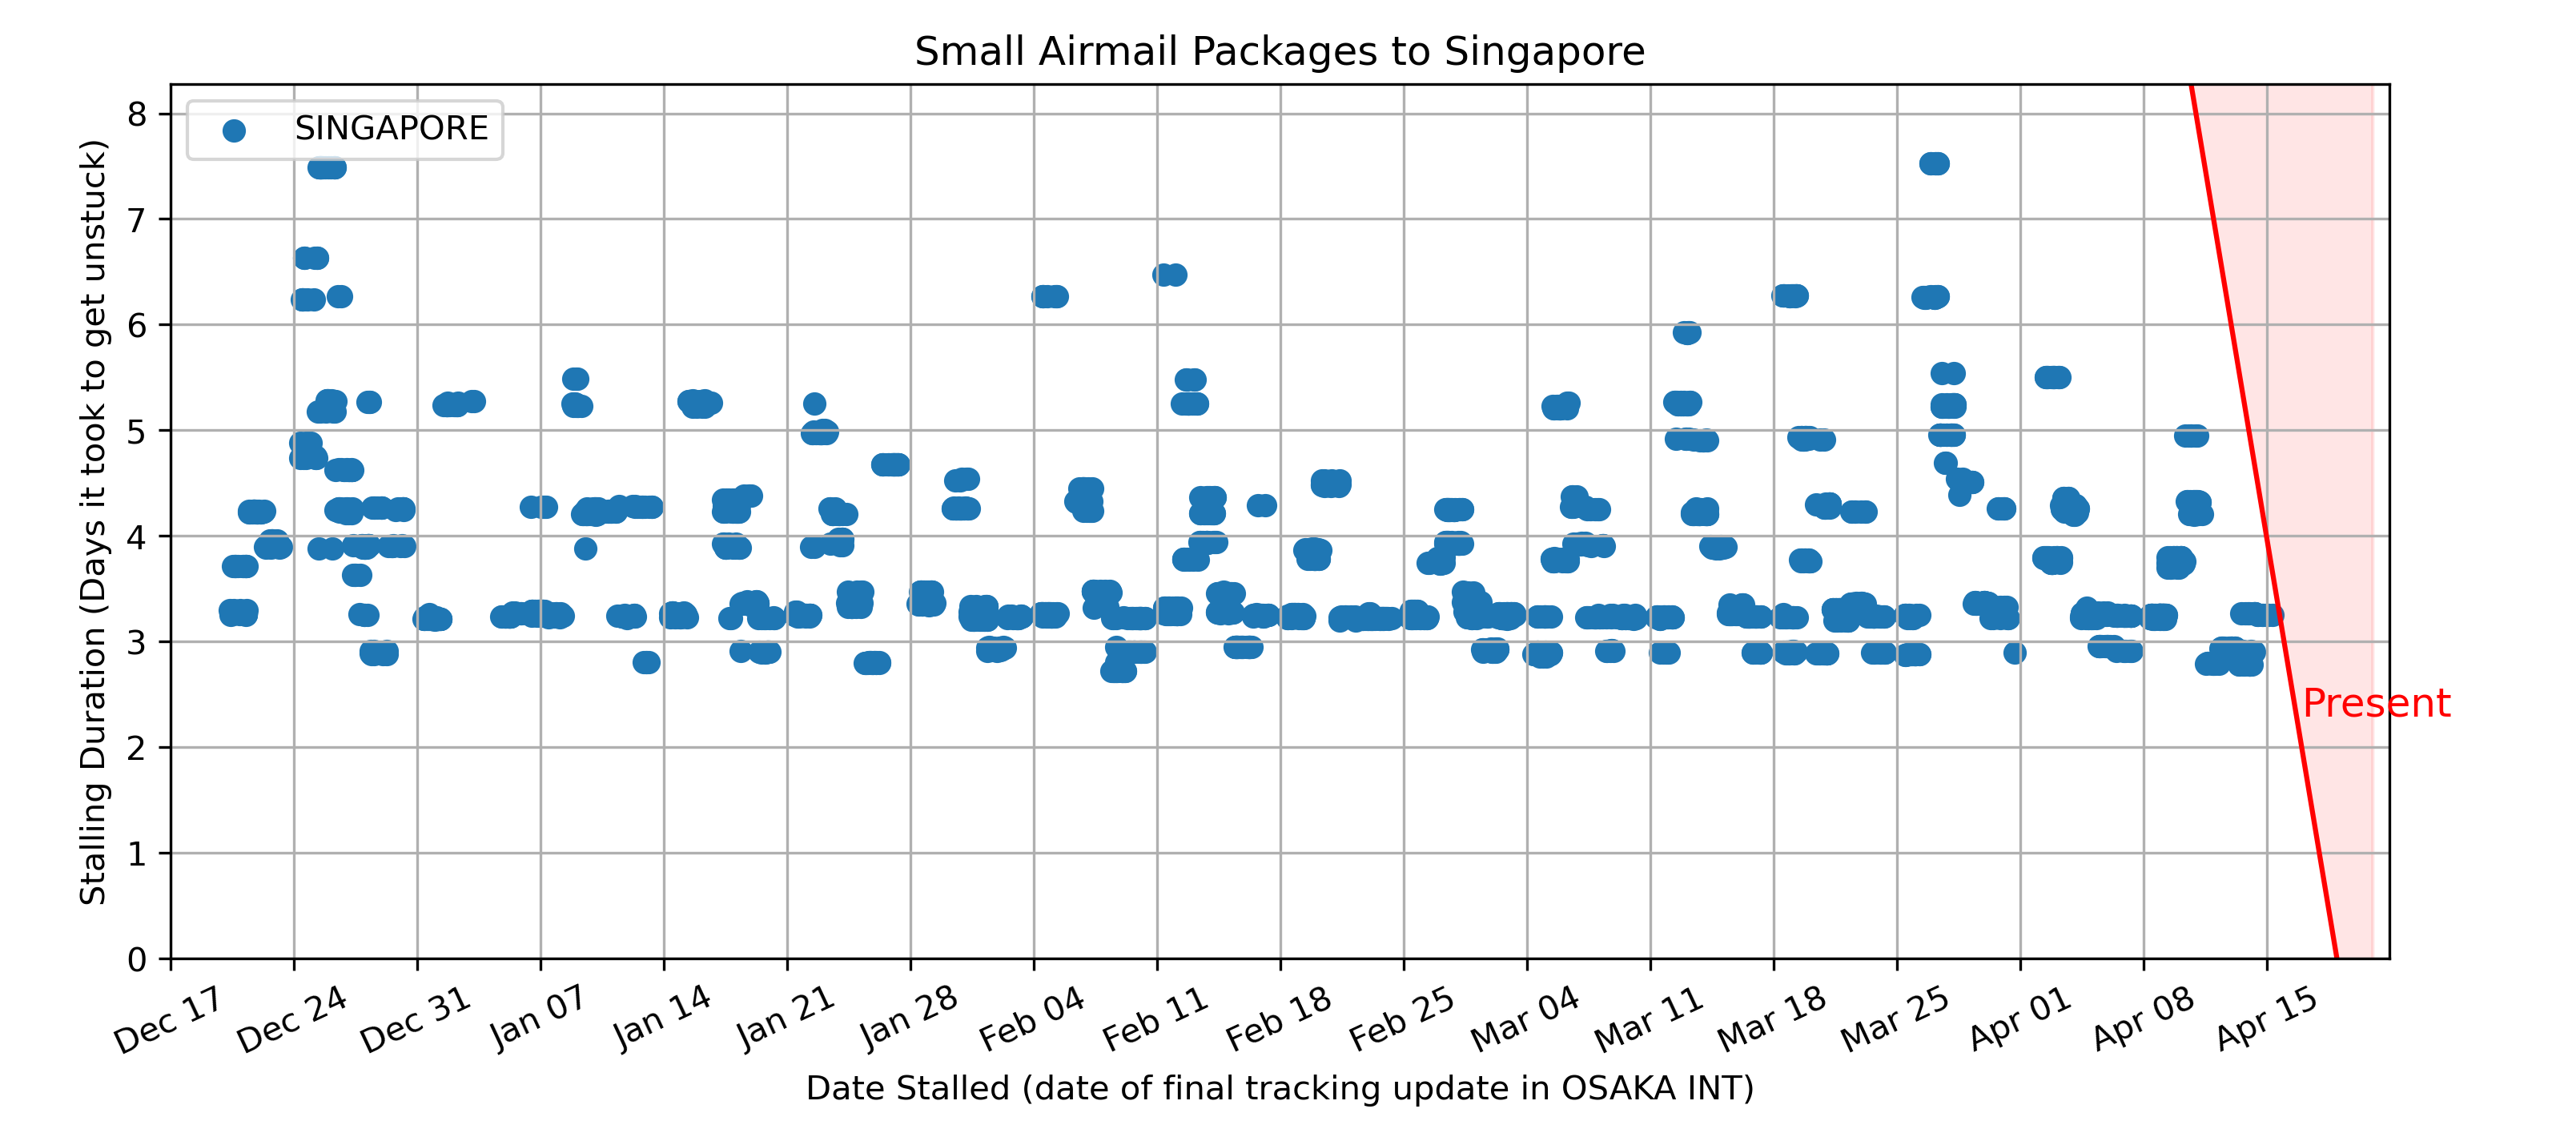 Small Airmail Packages to Singapore
SINGAPORE
Stalling Duration (Days it took to get unstuck)
8
7
6
5
4
3
2
1
0
Present
Dec 17 Dec 24 Dec 31 Jan 07 Jan 14 Jan 21 Jan 28 Feb 04 Feb 11 Feb 18 Feb 25 Mar 04 Mar 11 Mar 18 Mar 25 Apr 01 Apr 08 Apr 15
Date Stalled (date of final tracking update in OSAKA INT)